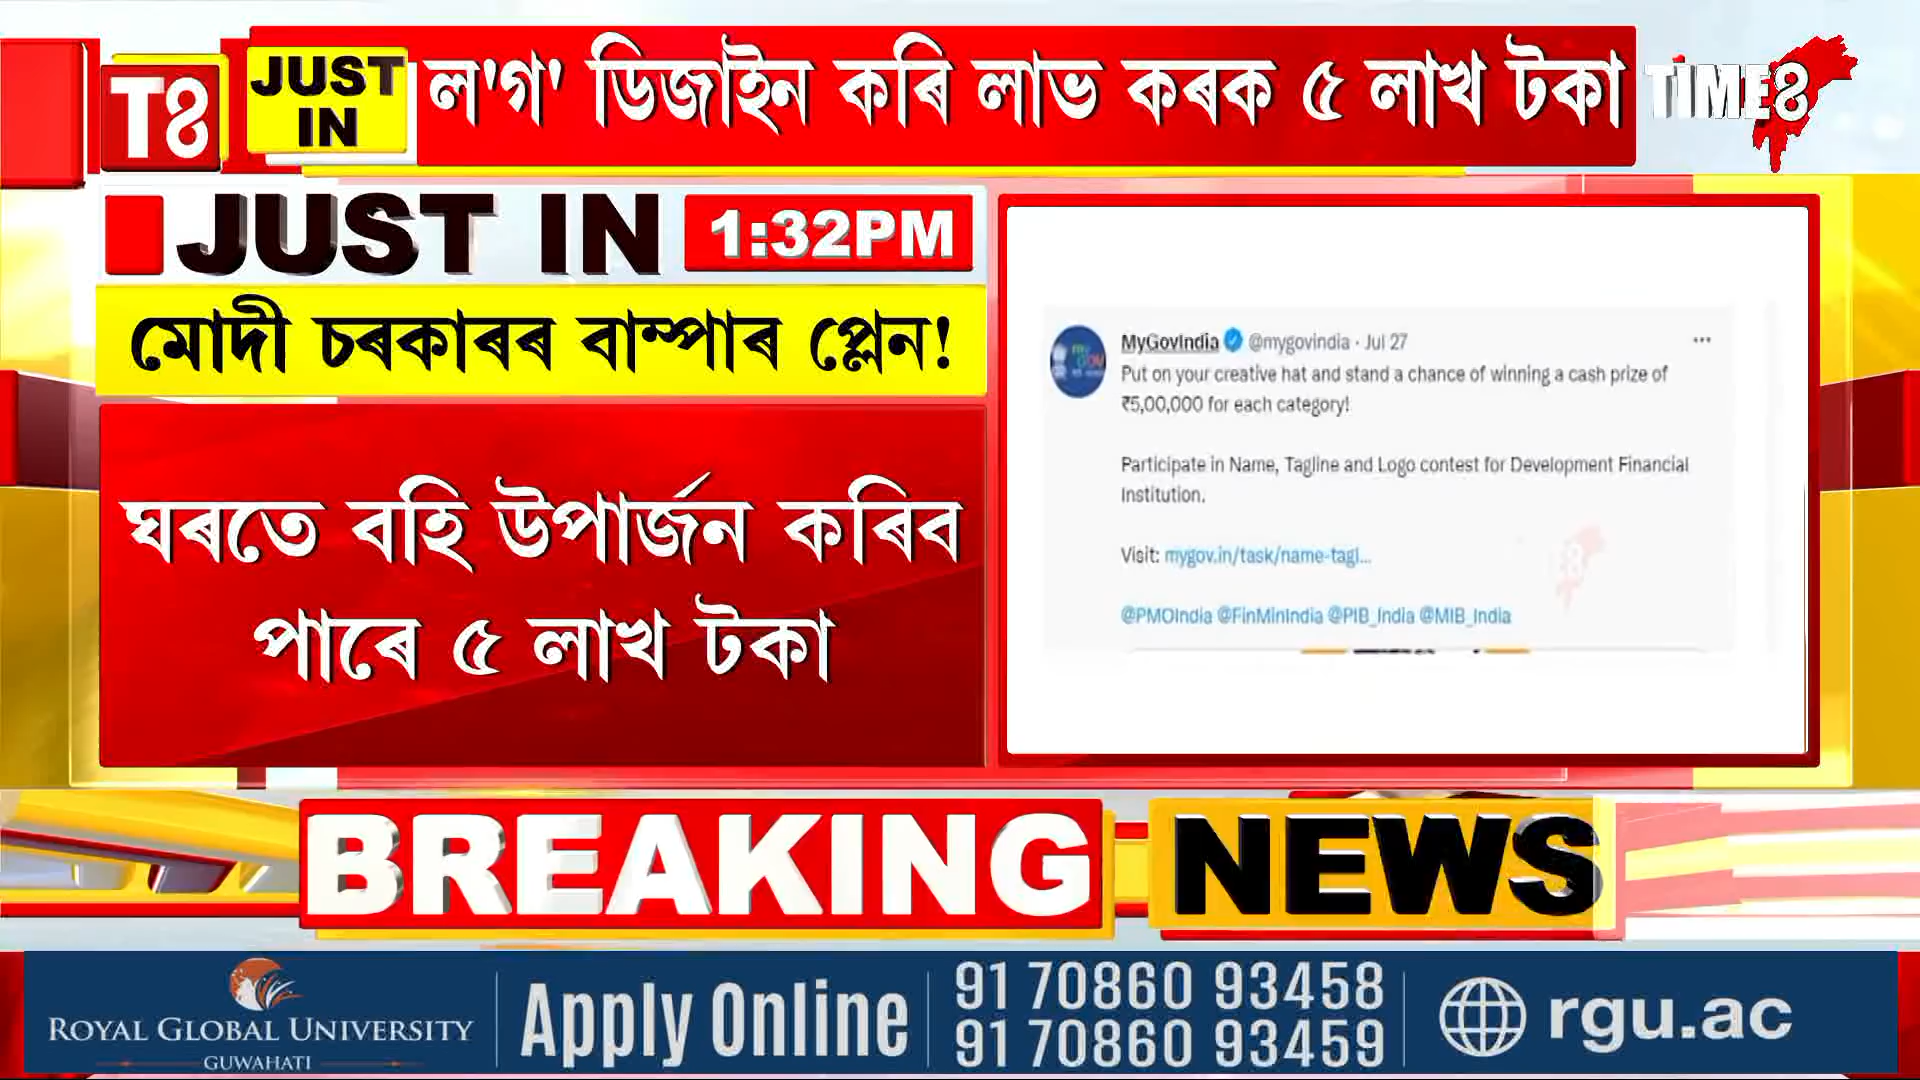 T8
JUST IN
ল'গ' ডিজাইন কৰি লাভ কৰক ৫ লাখ টকা
TIME8
JUST IN
1:32PM
মোদী চৰকাৰৰ বাম্পাৰ প্লেন!
ঘৰতে বহি উপাৰ্জন কৰিব
পাৰে ৫ লাখ টকা
MyGovIndia @mygovindia · Jul 27
Put on your creative hat and stand a chance of winning a cash prize of
₹5,00,000 for each category!
Participate in Name, Tagline and Logo contest for Development Financial
Institution.
Visit: mygov.in/task/name-tagl...
@PMOIndia @FinMinIndia @PIB_India @MIB_India
BREAKING NEWS
ROYAL GLOBAL UNIVERSITY
GUWAHATI
Apply Online
91 70860 93458
91 70860 93459
rgu.ac